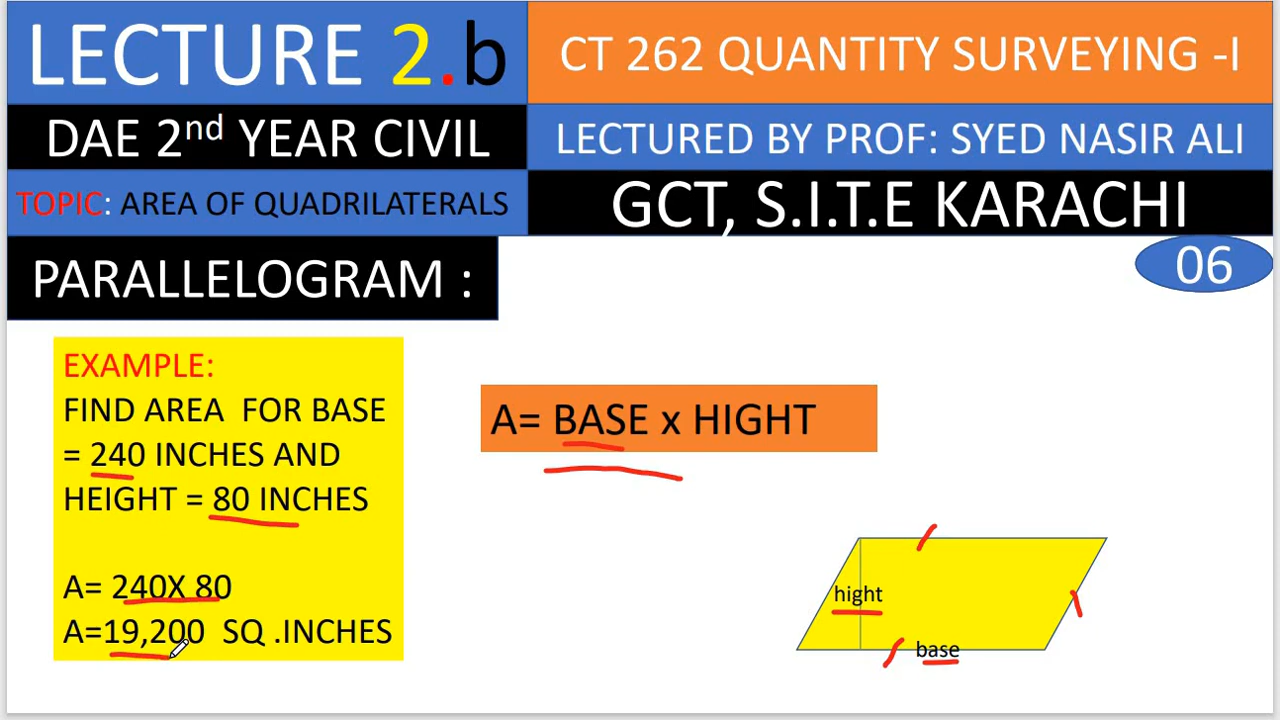 LECTURE 2.b
CT 262 QUANTITY SURVEYING -I
DAE 2nd YEAR CIVIL
LECTURED BY PROF: SYED NASIR ALI
TOPIC: AREA OF QUADRILATERALS
GCT, S.I.T.E KARACHI
PARALLELOGRAM :
06
EXAMPLE:
FIND AREA FOR BASE
= 240 INCHES AND
HEIGHT = 80 INCHES
A= 240X 80
A=19,200 SQ .INCHES
A= BASE x HIGHT
hight
base